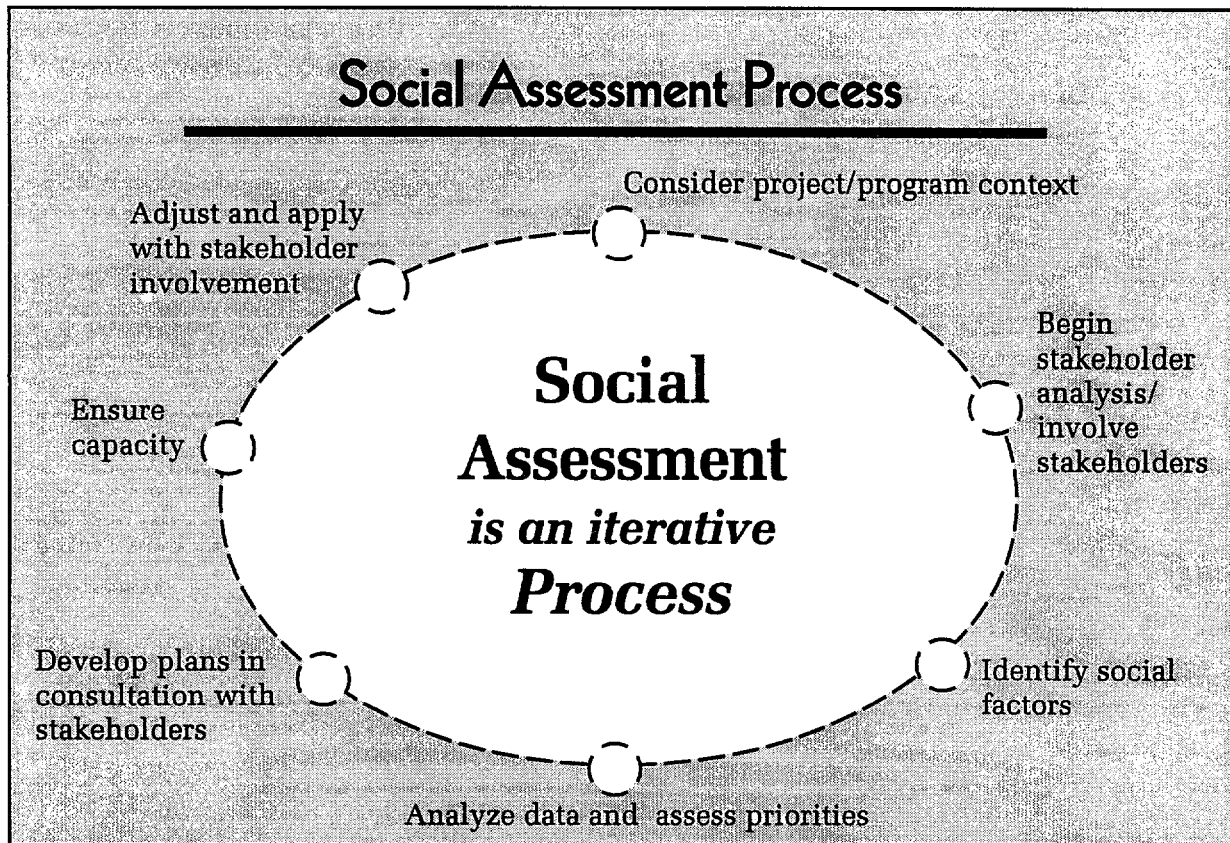 Social Assessment Process
Consider project/program context
Adjust and apply
with stakeholder
involvement
Begin
stakeholder
analysis/
involve
stakeholders
Social
Assessment
is an iterative
Process
Ensure
capacity
Identify social
factors
Develop plans in
consultation with
stakeholders
Analyze data and assess priorities